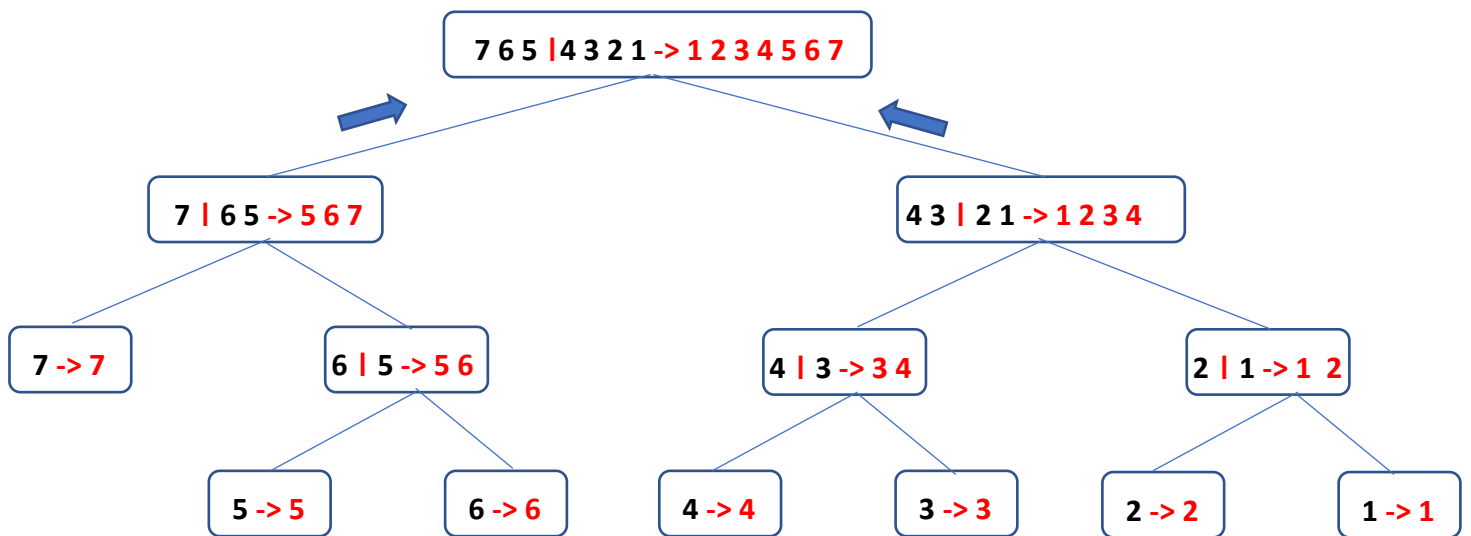 7 6 5 | 4 3 2 1 -> 1 2 3 4 5 6 7
7 | 6 5 -> 5 6 7
4 3 | 2 1 -> 1 2 3 4
7 -> 7
6 | 5 -> 5 6
4 | 3 -> 3 4
2 | 1 -> 1 2
5 -> 5
6 -> 6
4 -> 4
3 -> 3
2 -> 2
1 -> 1